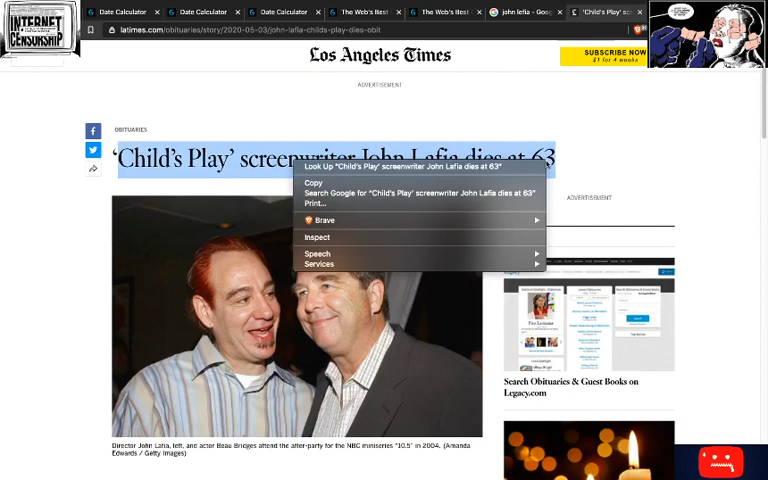 INTERNET
CENSORSHIP
Date Calculator
Date Calculator
Date Calculator
The Web's Best
The Web's Best
john lefia - Goog
'Child's Play' sc
latimes.com/obituaries/story/2020-05-03/john-lafia-childs-play-dies-obit
Los Angeles Times
SUBSCRIBE NOW
$1 for 4 weeks
ADVERTISEMENT
OBITUARIES
'Child's Play' screenwriter John Lafia dies at 63
Look Up "Child's Play' screenwriter John Lafia dies at 63"
Copy
Search Google for "Child's Play' screenwriter John Lafia dies at 63"
Print...
Brave
Inspect
Speech
Services
ADVERTISEMENT
Legacy
Search Obituaries & Guest Books on
Legacy.com
Director John Lafia, left, and actor Beau Bridges attend the after-party for the NBC miniseries "10.5" in 2004. (Amanda
Edwards / Getty Images)